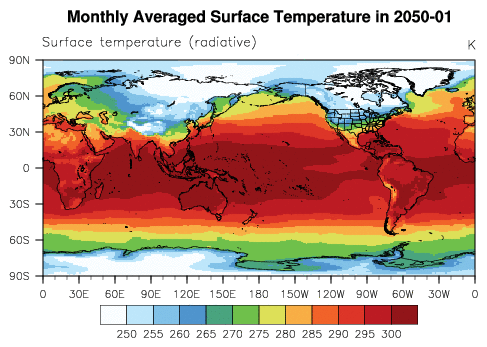 Monthly Averaged Surface Temperature in 2050-01
Surface temperature (radiative) K
90N
60N
30N
0
30S
60S
90S
0 30E 60E 90E 120E 150E 180 150W 120W 90W 60W 30W 0
250 255 260 265 270 275 280 285 290 295 300